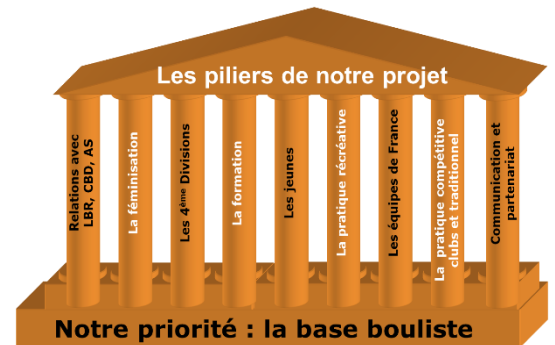 Les piliers de notre projet
Relations avec
LBR, CBD, AS
La féminisation
Les 4ème Divisions
La formation
Les jeunes
La pratique récréative
Les équipes de France
La pratique compétitive
clubs et traditionnel
Communication et
partenariat
Notre priorité : la base bouliste